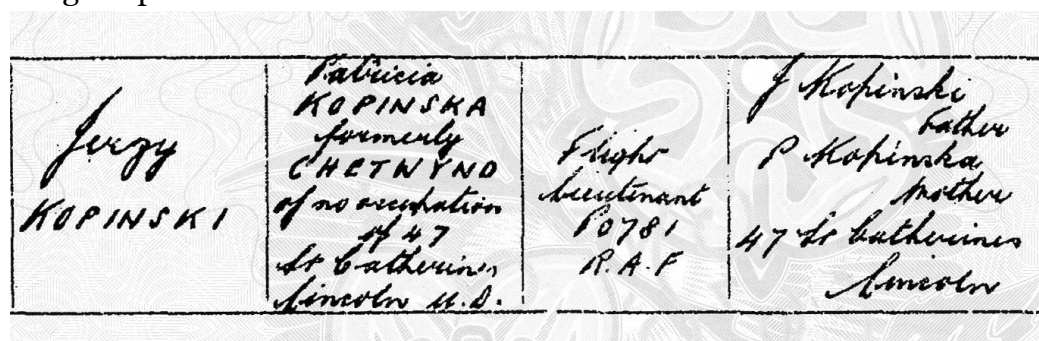 Jerzy
KOPINSKI
Patricia
KOPINSKA
formerly
CHETWYND
of no occupation
of 47
St Catherines
Lincoln U.D.
Flight
Lieutenant
P0781
R.A.F
J Kopinski
Father
P Kopinska
Mother
47 St Catherines
Lincoln